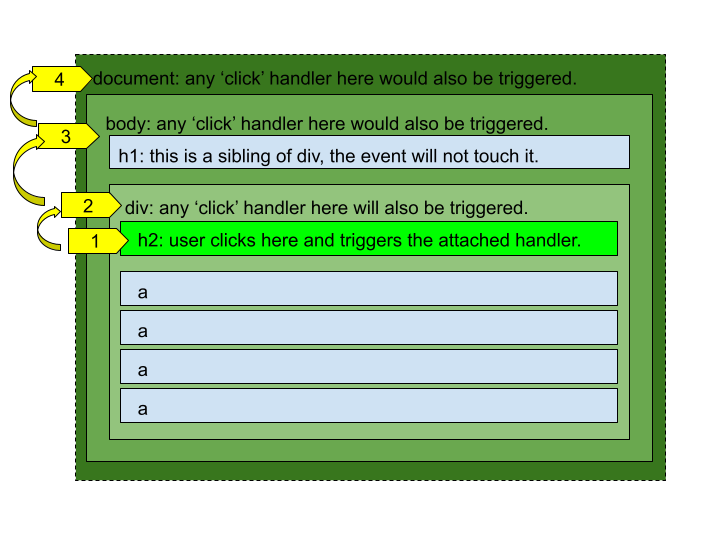 4 document: any ‘click’ handler here would also be triggered.
body: any ‘click’ handler here would also be triggered.
3
h1: this is a sibling of div, the event will not touch it.
2 div: any ‘click’ handler here will also be triggered.
1 h2: user clicks here and triggers the attached handler.
a
a
a
a